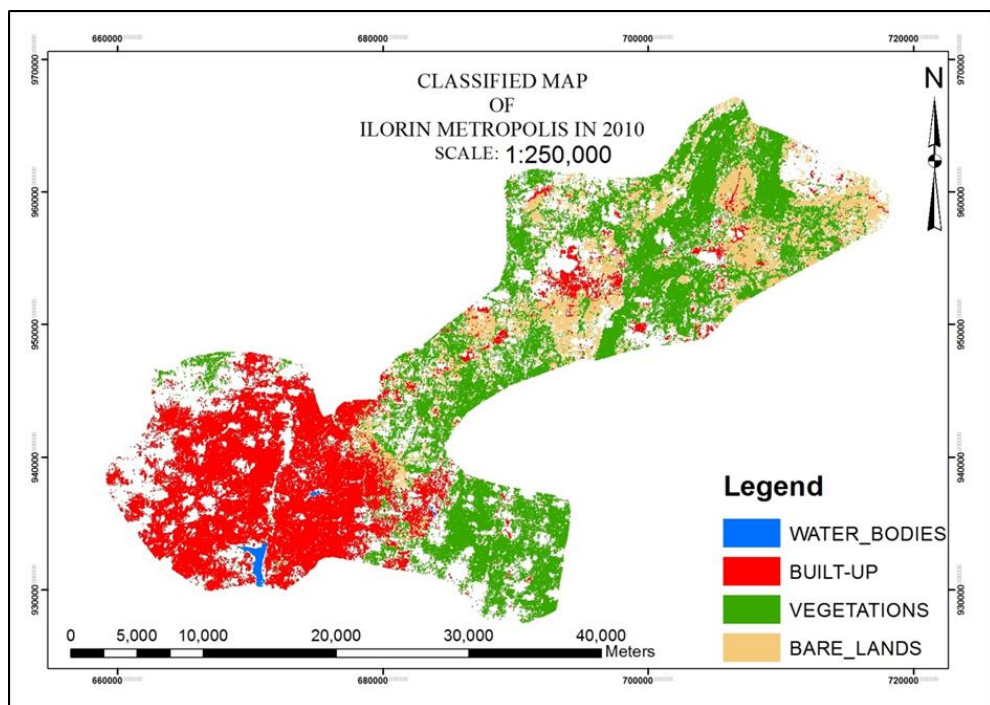 660000 680000 700000 720000
970000 970000
CLASSIFIED MAP
OF
ILORIN METROPOLIS IN 2010
SCALE: 1:250,000
N
960000 960000
950000 950000
940000 940000
Legend
WATER_BODIES
BUILT-UP
VEGETATIONS
BARE_LANDS
930000 930000
0 5,000 10,000 20,000 30,000 40,000
Meters
660000 680000 700000 720000